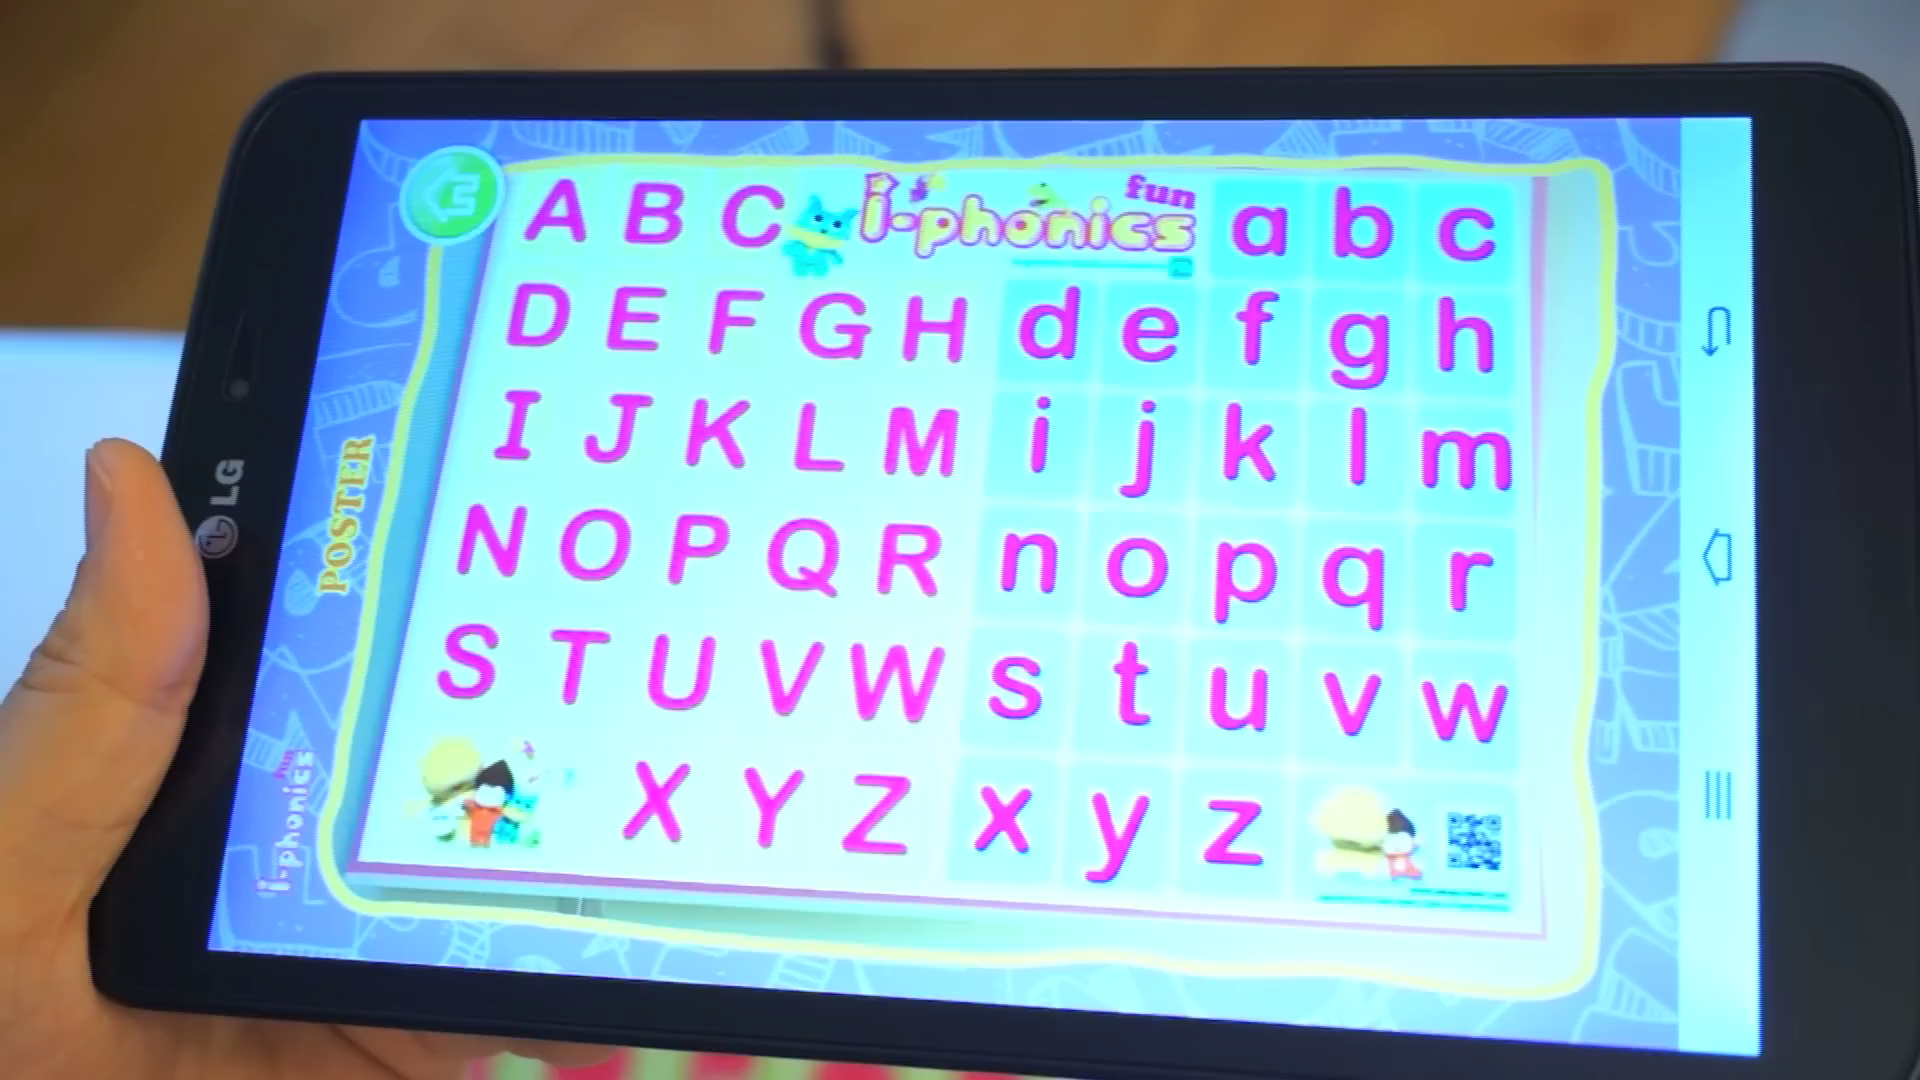 A B C fun i-phonics a b c
D E F G H d e f g h
I J K L M i j k l m
N O P Q R n o p q r
S T U V W s t u v w
X Y Z x y z
POSTER
fun
i-phonics
LG